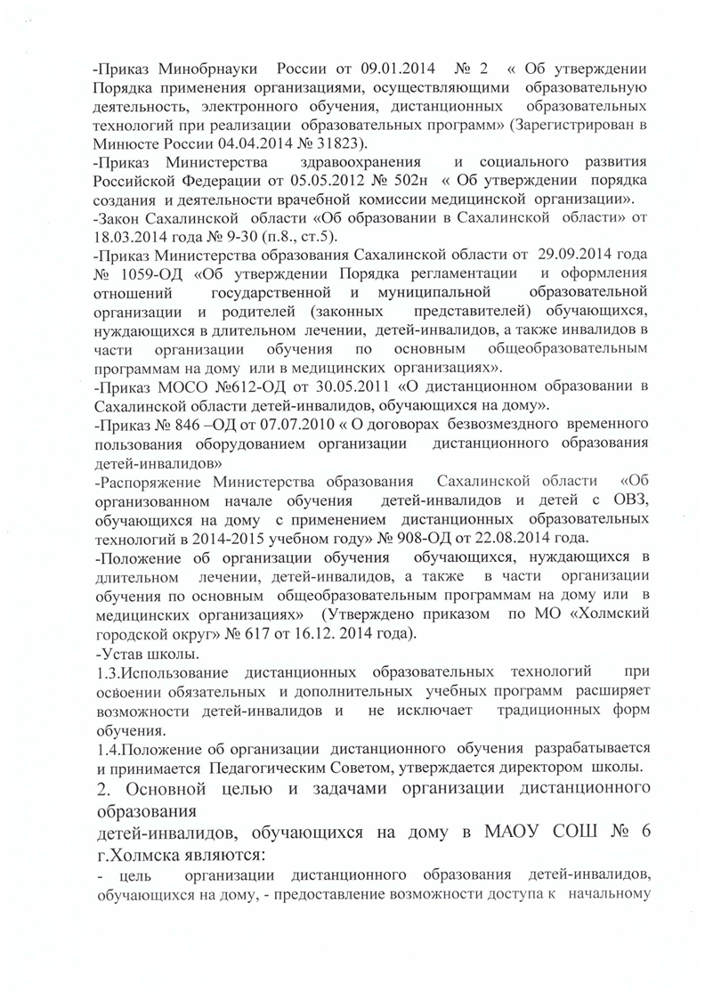 -Приказ Минобрнауки России от 09.01.2014 № 2 « Об утверждении
Порядка применения организациями, осуществляющими образовательную
деятельность, электронного обучения, дистанционных образовательных
технологий при реализации образовательных программ» (Зарегистрирован в
Минюсте России 04.04.2014 № 31823).
-Приказ Министерства здравоохранения и социального развития
Российской Федерации от 05.05.2012 № 502н « Об утверждении порядка
создания и деятельности врачебной комиссии медицинской организации».
-Закон Сахалинской области «Об образовании в Сахалинской области» от
18.03.2014 года № 9-30 (п.8., ст.5).
-Приказ Министерства образования Сахалинской области от 29.09.2014 года
№ 1059-ОД «Об утверждении Порядка регламентации и оформления
отношений государственной и муниципальной образовательной
организации и родителей (законных представителей) обучающихся,
нуждающихся в длительном лечении, детей-инвалидов, а также инвалидов в
части организации обучения по основным общеобразовательным
программам на дому или в медицинских организациях».
-Приказ МОСО №612-ОД от 30.05.2011 «О дистанционном образовании в
Сахалинской области детей-инвалидов, обучающихся на дому».
-Приказ № 846 –ОД от 07.07.2010 « О договорах безвозмездного временного
пользования оборудованием организации дистанционного образования
детей-инвалидов»
-Распоряжение Министерства образования Сахалинской области «Об
организованном начале обучения детей-инвалидов и детей с ОВЗ,
обучающихся на дому с применением дистанционных образовательных
технологий в 2014-2015 учебном году» № 908-ОД от 22.08.2014 года.
-Положение об организации обучения обучающихся, нуждающихся в
длительном лечении, детей-инвалидов, а также в части организации
обучения по основным общеобразовательным программам на дому или в
медицинских организациях» (Утверждено приказом по МО «Холмский
городской округ» № 617 от 16.12. 2014 года).
-Устав школы.
1.3.Использование дистанционных образовательных технологий при
освоении обязательных и дополнительных учебных программ расширяет
возможности детей-инвалидов и не исключает традиционных форм
обучения.
1.4.Положение об организации дистанционного обучения разрабатывается
и принимается Педагогическим Советом, утверждается директором школы.
2. Основной целью и задачами организации дистанционного
образования
детей-инвалидов, обучающихся на дому в МАОУ СОШ № 6
г.Холмска являются:
- цель организации дистанционного образования детей-инвалидов,
обучающихся на дому, - предоставление возможности доступа к начальному